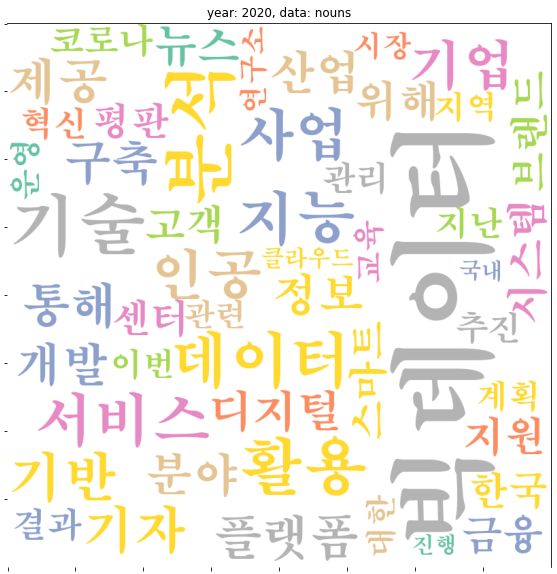 year: 2020, data: nouns
코로나
뉴스
연구소
시장
기업
제공
분석
산업
위해
지역
브랜드
혁신
평판
사업
운영
구축
관리
빅데이터
기술
고객
지능
교육
지난
시스템
인공
클라우드
국내
통해
센터
관련
정보
추진
개발
이번
데이터
스마트
계획
서비스
디지털
지원
기반
분야
활용
한국
결과
기자
플랫폼
대한
진행
금융